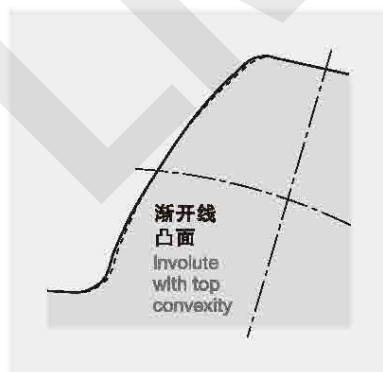 渐开线
凸面
Involute
with top
convexity